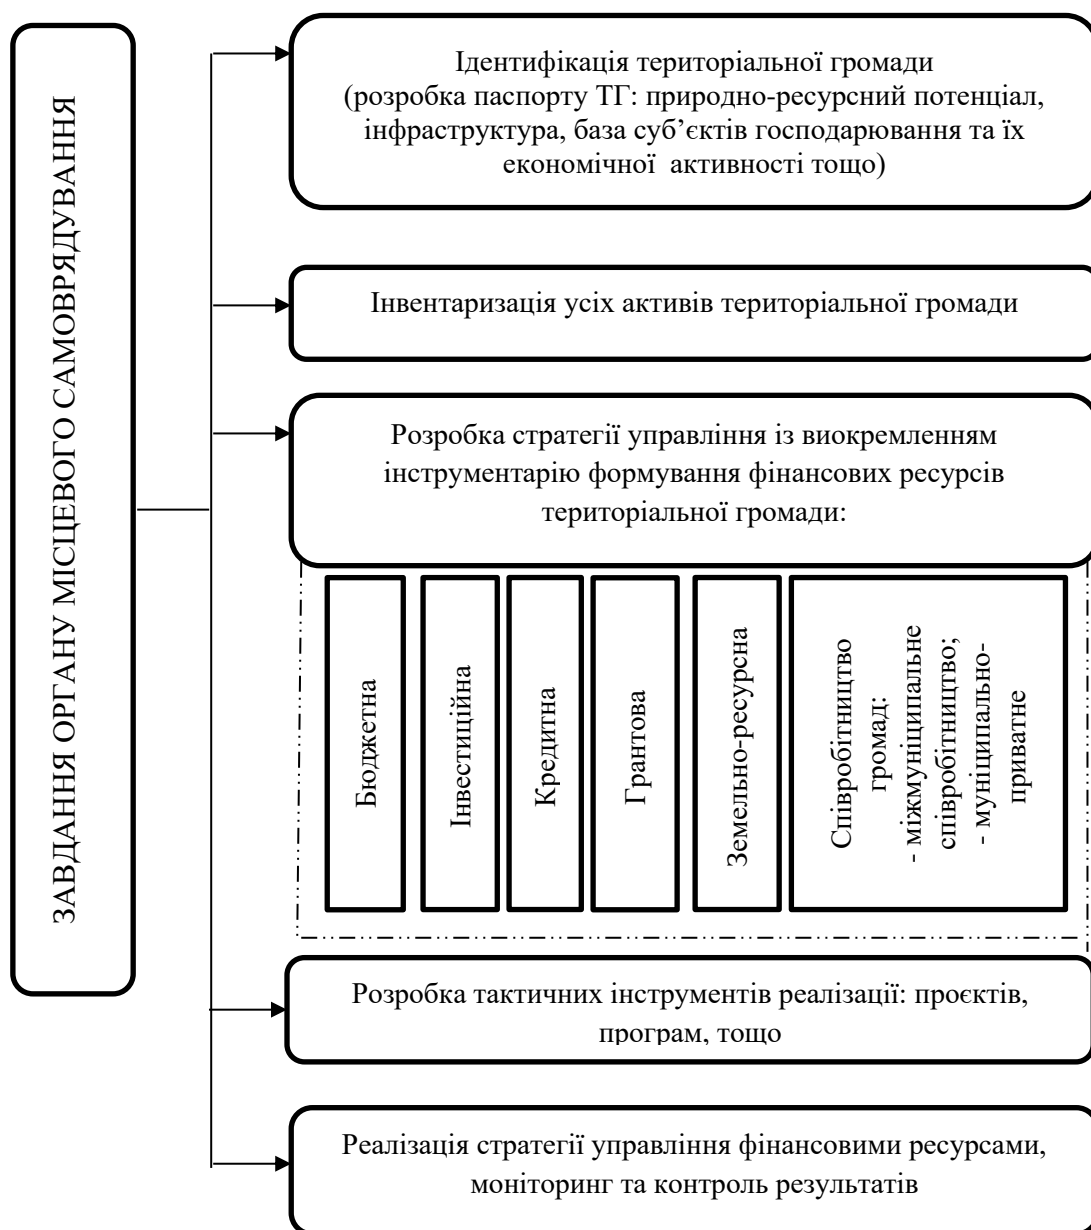 ЗАВДАННЯ ОРГАНУ МІСЦЕВОГО САМОВРЯДУВАННЯ
Ідентифікація територіальної громади
(розробка паспорту ТГ: природно-ресурсний потенціал,
інфраструктура, база суб’єктів господарювання та їх
економічної активності тощо)
Інвентаризація усіх активів територіальної громади
Розробка стратегії управління із виокремленням
інструментарію формування фінансових ресурсів
територіальної громади:
Бюджетна
Інвестиційна
Кредитна
Грантова
Земельно-ресурсна
Співробітництво
громад:
- міжмуніципальне
співробітництво;
- муніципально-
приватне
Розробка тактичних інструментів реалізації: проєктів,
програм, тощо
Реалізація стратегії управління фінансовими ресурсами,
моніторинг та контроль результатів